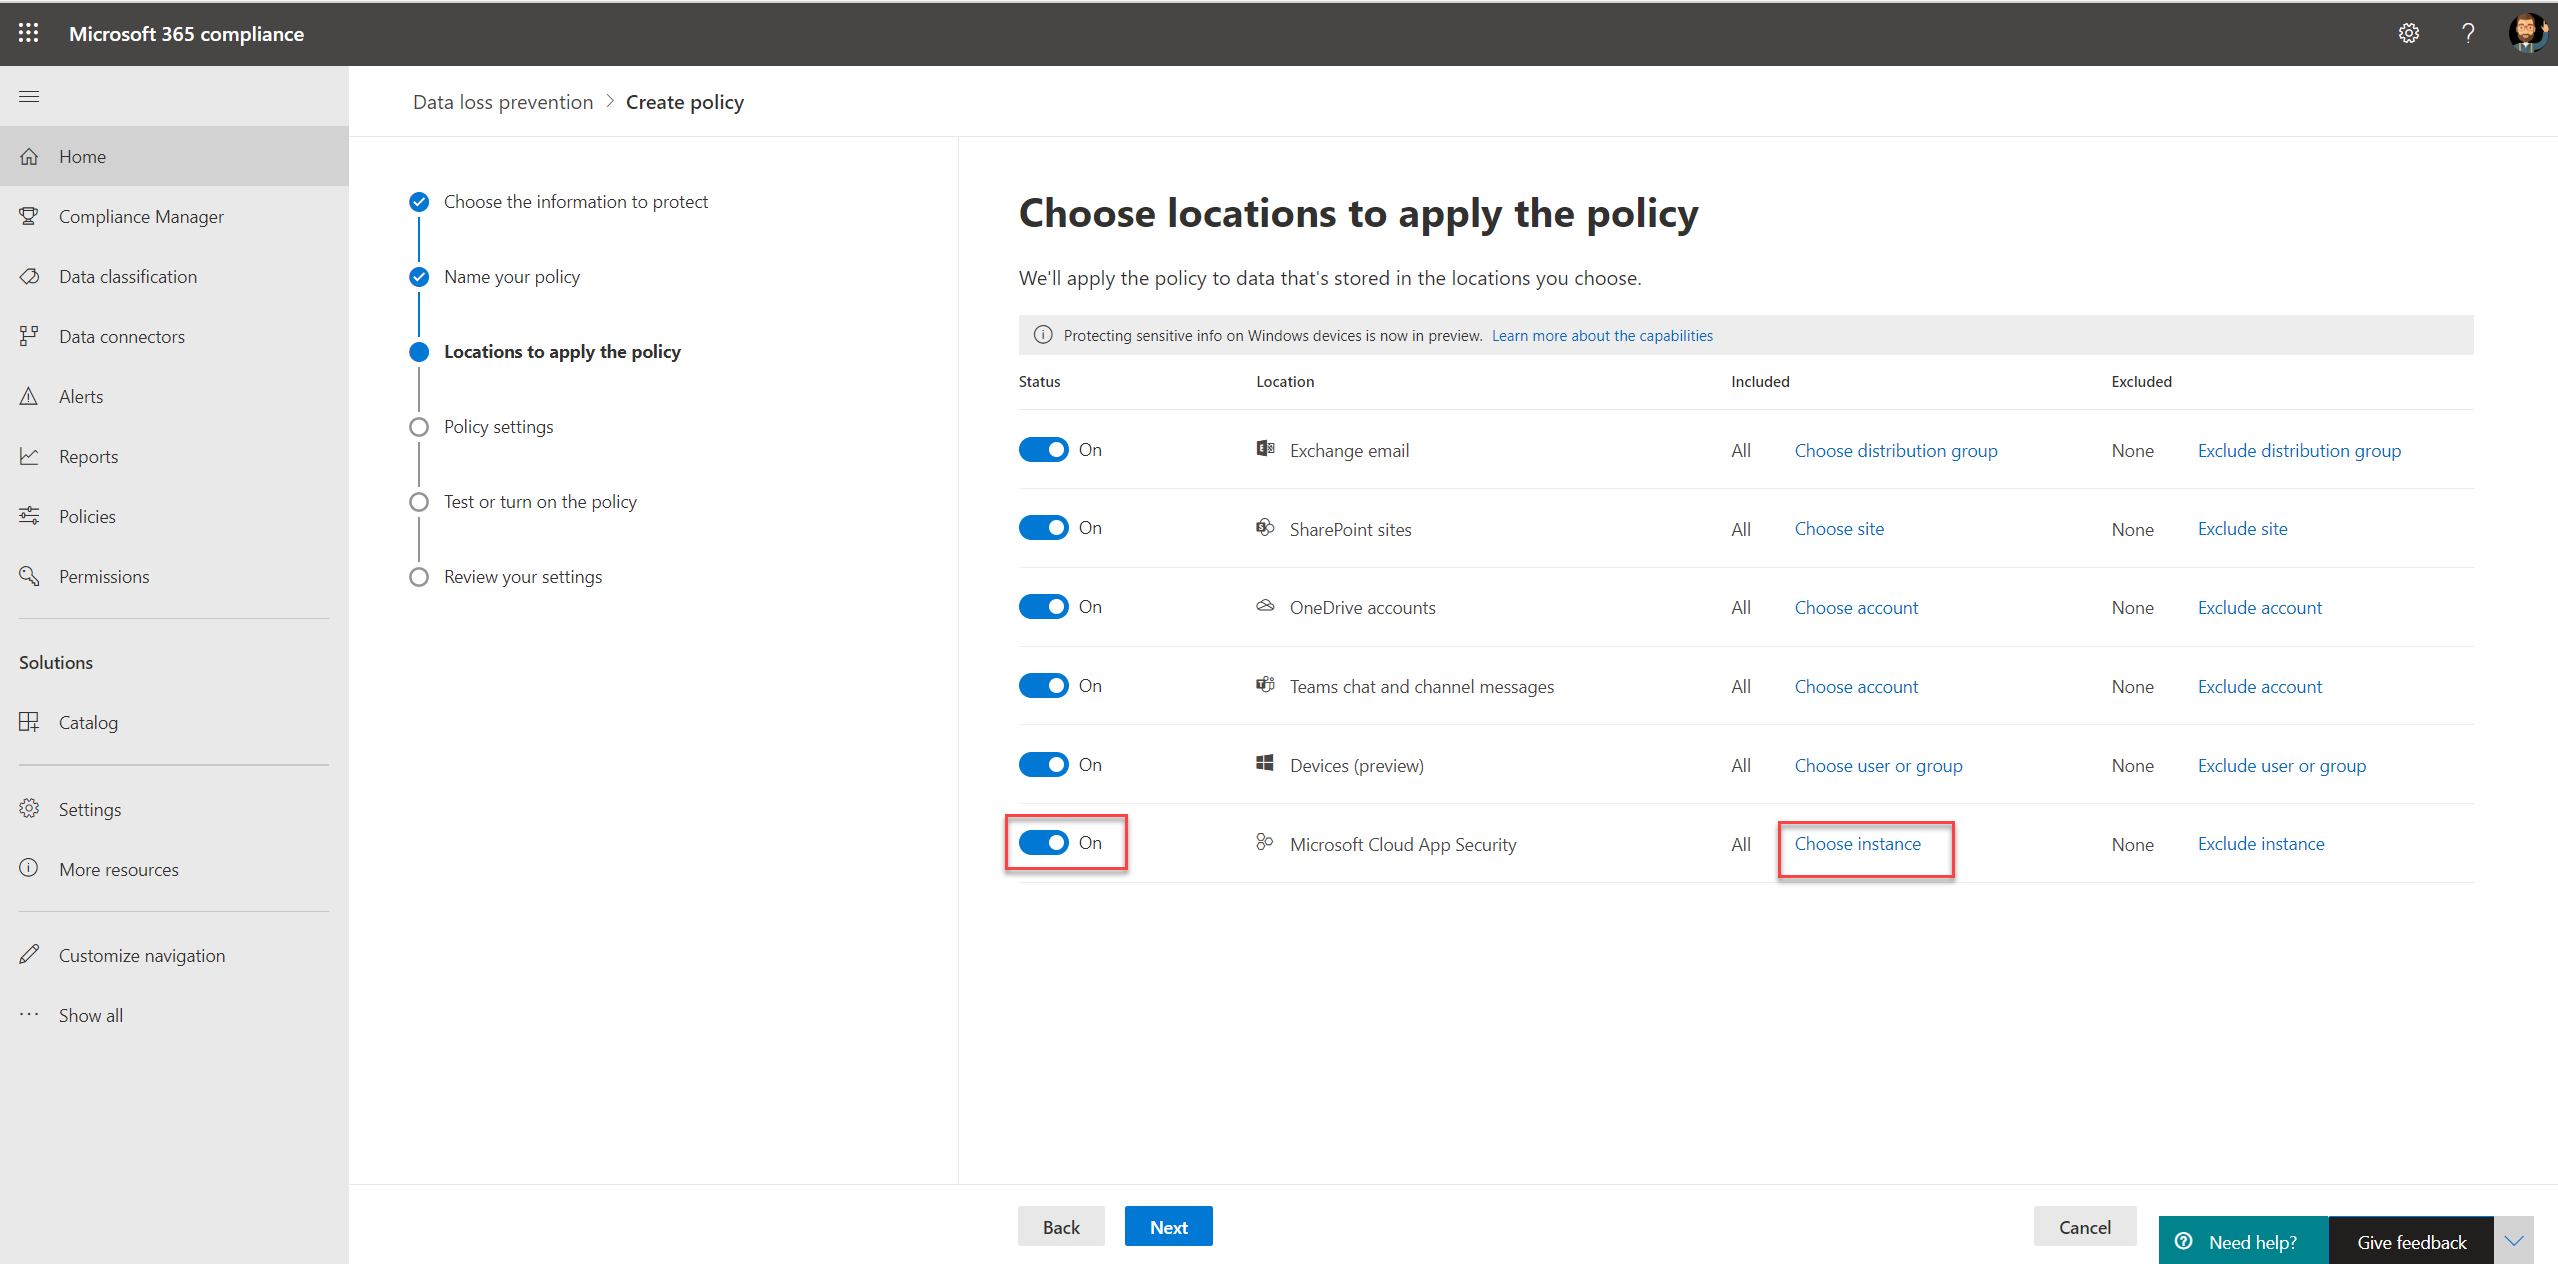 Microsoft 365 compliance
Data loss prevention > Create policy
Home
Compliance Manager
Data classification
Data connectors
Alerts
Reports
Policies
Permissions
Solutions
Catalog
Settings
More resources
Customize navigation
Show all
Choose the information to protect
Name your policy
Locations to apply the policy
Policy settings
Test or turn on the policy
Review your settings
Choose locations to apply the policy
We'll apply the policy to data that's stored in the locations you choose.
Protecting sensitive info on Windows devices is now in preview. Learn more about the capabilities
Status Location Included Excluded
On Exchange email All Choose distribution group None Exclude distribution group
On SharePoint sites All Choose site None Exclude site
On OneDrive accounts All Choose account None Exclude account
On Teams chat and channel messages All Choose account None Exclude account
On Devices (preview) All Choose user or group None Exclude user or group
On Microsoft Cloud App Security All Choose instance None Exclude instance
Back Next Cancel Need help? Give feedback